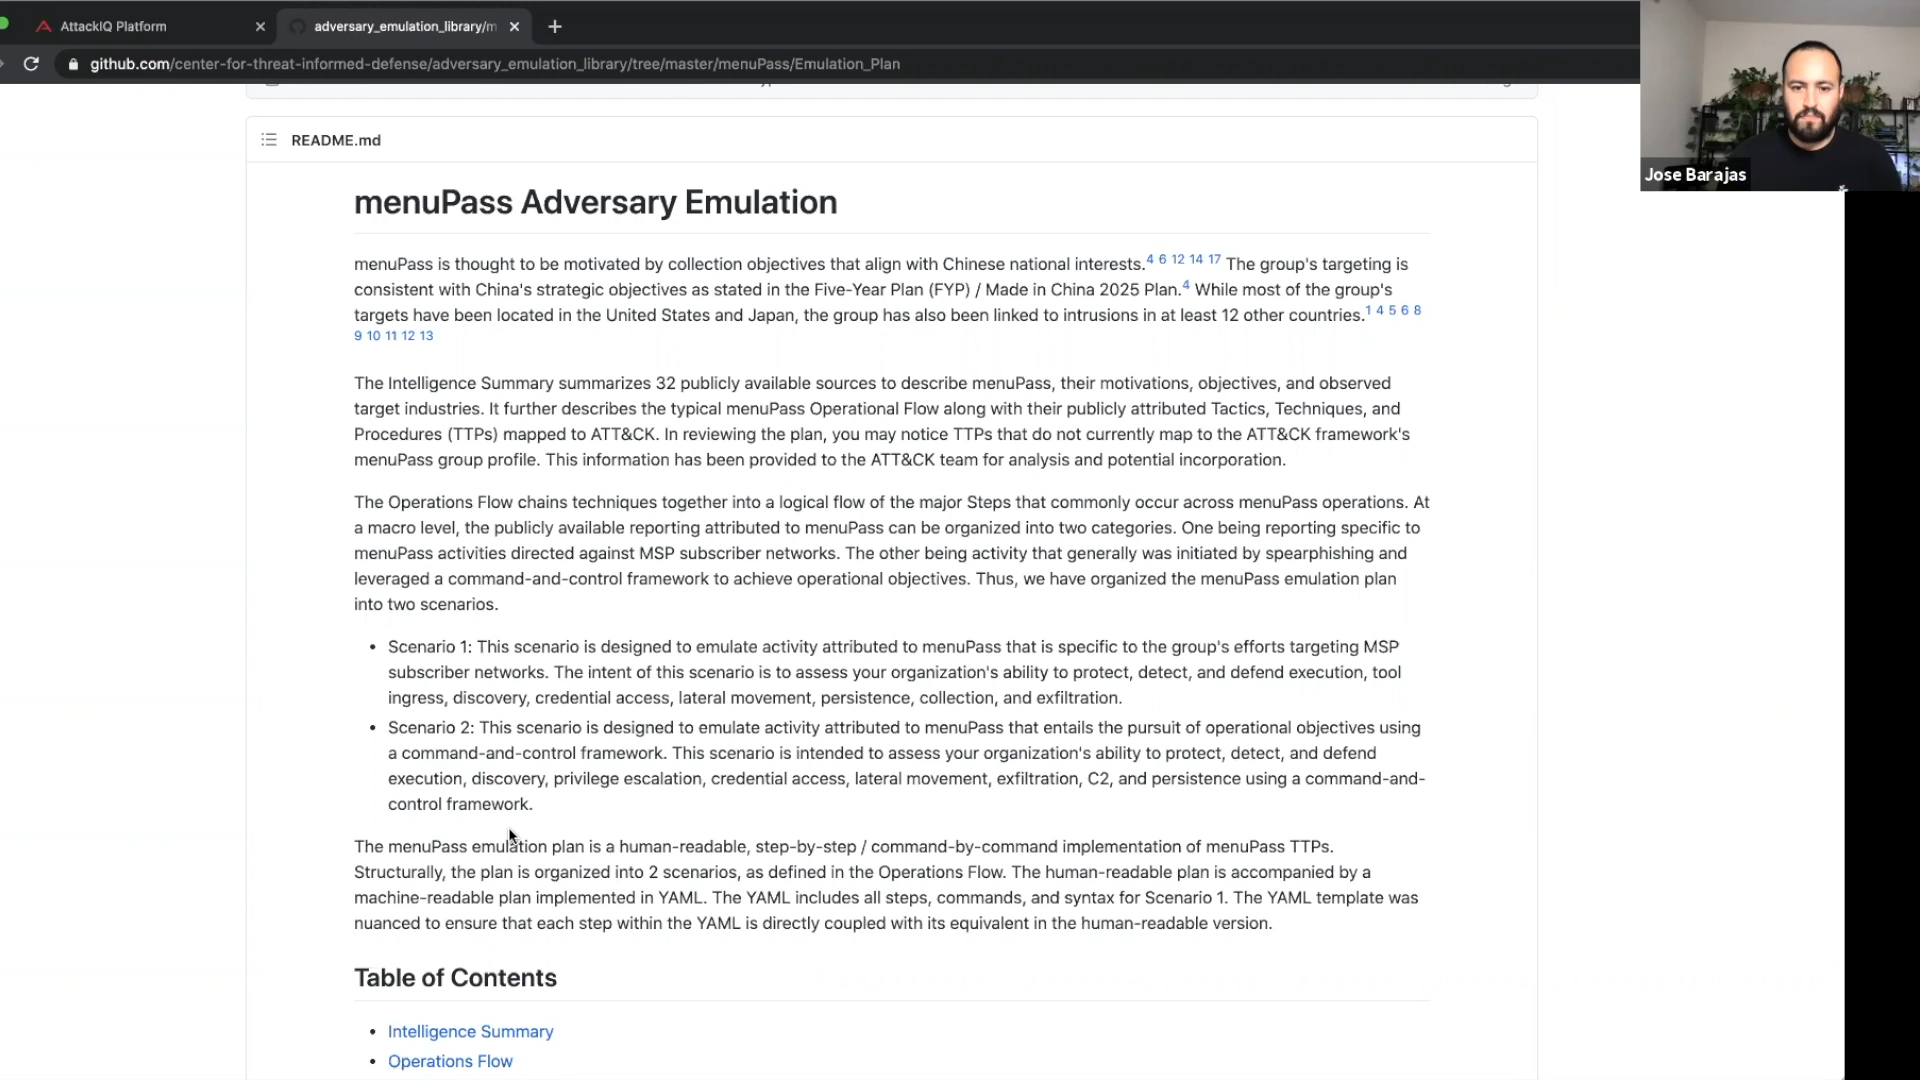 AttackIQ Platform
adversary_emulation_library/m
github.com/center-for-threat-informed-defense/adversary_emulation_library/tree/master/menuPass/Emulation_Plan
Jose Barajas
README.md
menuPass Adversary Emulation
menuPass is thought to be motivated by collection objectives that align with Chinese national interests.4 6 12 14 17 The group's targeting is
consistent with China's strategic objectives as stated in the Five-Year Plan (FYP) / Made in China 2025 Plan.4 While most of the group's
targets have been located in the United States and Japan, the group has also been linked to intrusions in at least 12 other countries.1 4 5 6 8
9 10 11 12 13
The Intelligence Summary summarizes 32 publicly available sources to describe menuPass, their motivations, objectives, and observed
target industries. It further describes the typical menuPass Operational Flow along with their publicly attributed Tactics, Techniques, and
Procedures (TTPs) mapped to ATT&CK. In reviewing the plan, you may notice TTPs that do not currently map to the ATT&CK framework's
menuPass group profile. This information has been provided to the ATT&CK team for analysis and potential incorporation.
The Operations Flow chains techniques together into a logical flow of the major Steps that commonly occur across menuPass operations. At
a macro level, the publicly available reporting attributed to menuPass can be organized into two categories. One being reporting specific to
menuPass activities directed against MSP subscriber networks. The other being activity that generally was initiated by spearphishing and
leveraged a command-and-control framework to achieve operational objectives. Thus, we have organized the menuPass emulation plan
into two scenarios.
• Scenario 1: This scenario is designed to emulate activity attributed to menuPass that is specific to the group's efforts targeting MSP
subscriber networks. The intent of this scenario is to assess your organization's ability to protect, detect, and defend execution, tool
ingress, discovery, credential access, lateral movement, persistence, collection, and exfiltration.
• Scenario 2: This scenario is designed to emulate activity attributed to menuPass that entails the pursuit of operational objectives using
a command-and-control framework. This scenario is intended to assess your organization's ability to protect, detect, and defend
execution, discovery, privilege escalation, credential access, lateral movement, exfiltration, C2, and persistence using a command-and-
control framework.
The menuPass emulation plan is a human-readable, step-by-step / command-by-command implementation of menuPass TTPs.
Structurally, the plan is organized into 2 scenarios, as defined in the Operations Flow. The human-readable plan is accompanied by a
machine-readable plan implemented in YAML. The YAML includes all steps, commands, and syntax for Scenario 1. The YAML template was
nuanced to ensure that each step within the YAML is directly coupled with its equivalent in the human-readable version.
Table of Contents
• Intelligence Summary
• Operations Flow